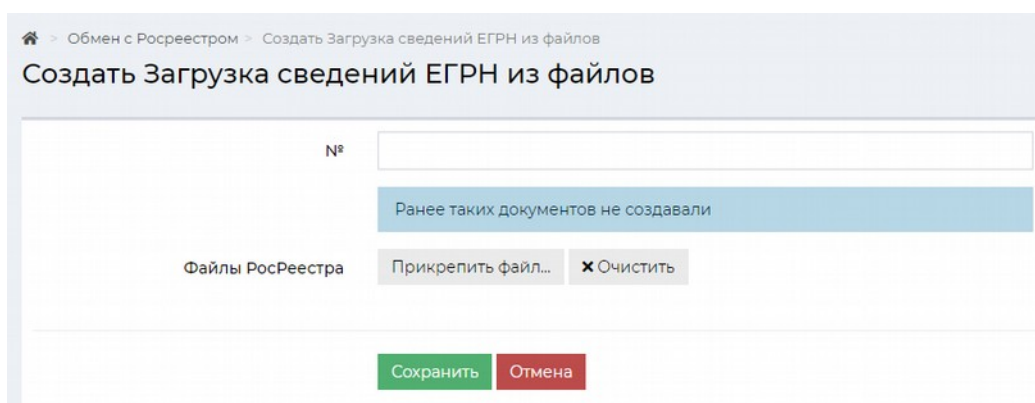 > Обмен с Росреестром > Создать Загрузка сведений ЕГРН из файлов
Создать Загрузка сведений ЕГРН из файлов
№
Ранее таких документов не создавали
Файлы РосРеестра Прикрепить файл... × Очистить
Сохранить Отмена